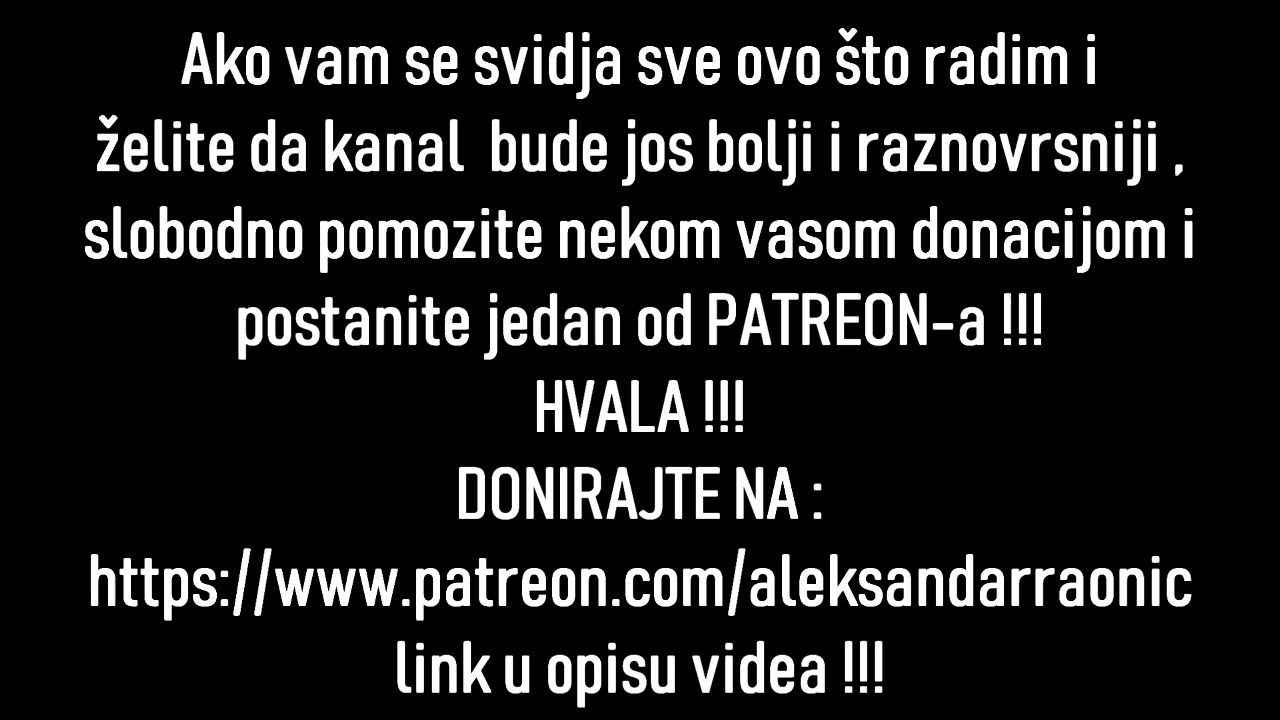 Ako vam se svidja sve ovo što radim i
želite da kanal bude jos bolji i raznovrsniji ,
slobodno pomozite nekom vasom donacijom i
postanite jedan od PATREON-a !!!
HVALA !!!
DONIRAJTE NA :
https://www.patreon.com/aleksandarraonic
link u opisu videa !!!